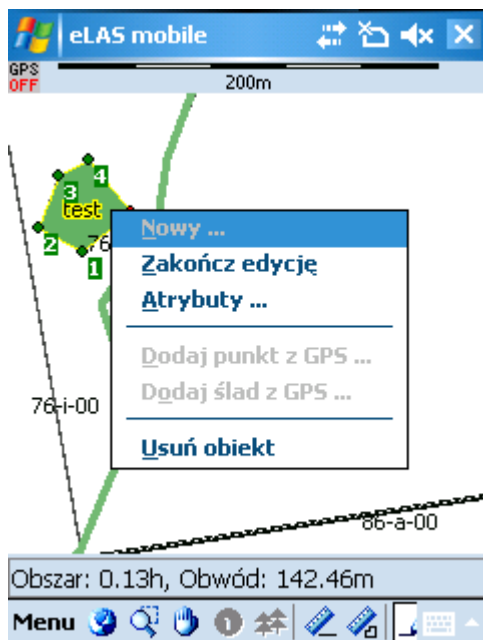 eLAS mobile
GPS
OFF
200m
4
3
test
2
76
1
Nowy ...
Zakończ edycję
Atrybuty ...
Dodaj punkt z GPS ...
Dodaj ślad z GPS ...
Usuń obiekt
76-i-00
86-a-00
Obszar: 0.13h, Obwód: 142.46m
Menu